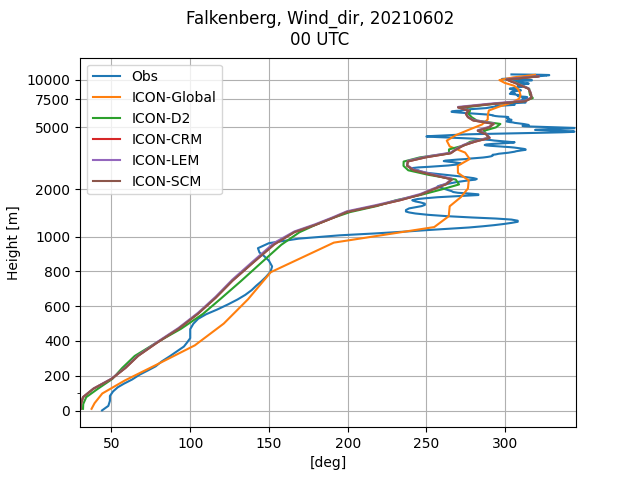 Falkenberg, Wind_dir, 20210602
00 UTC
Obs
ICON-Global
ICON-D2
ICON-CRM
ICON-LEM
ICON-SCM
Height [m]
10000
7500
5000
2000
1000
800
600
400
200
0
50
100
150
200
250
300
[deg]